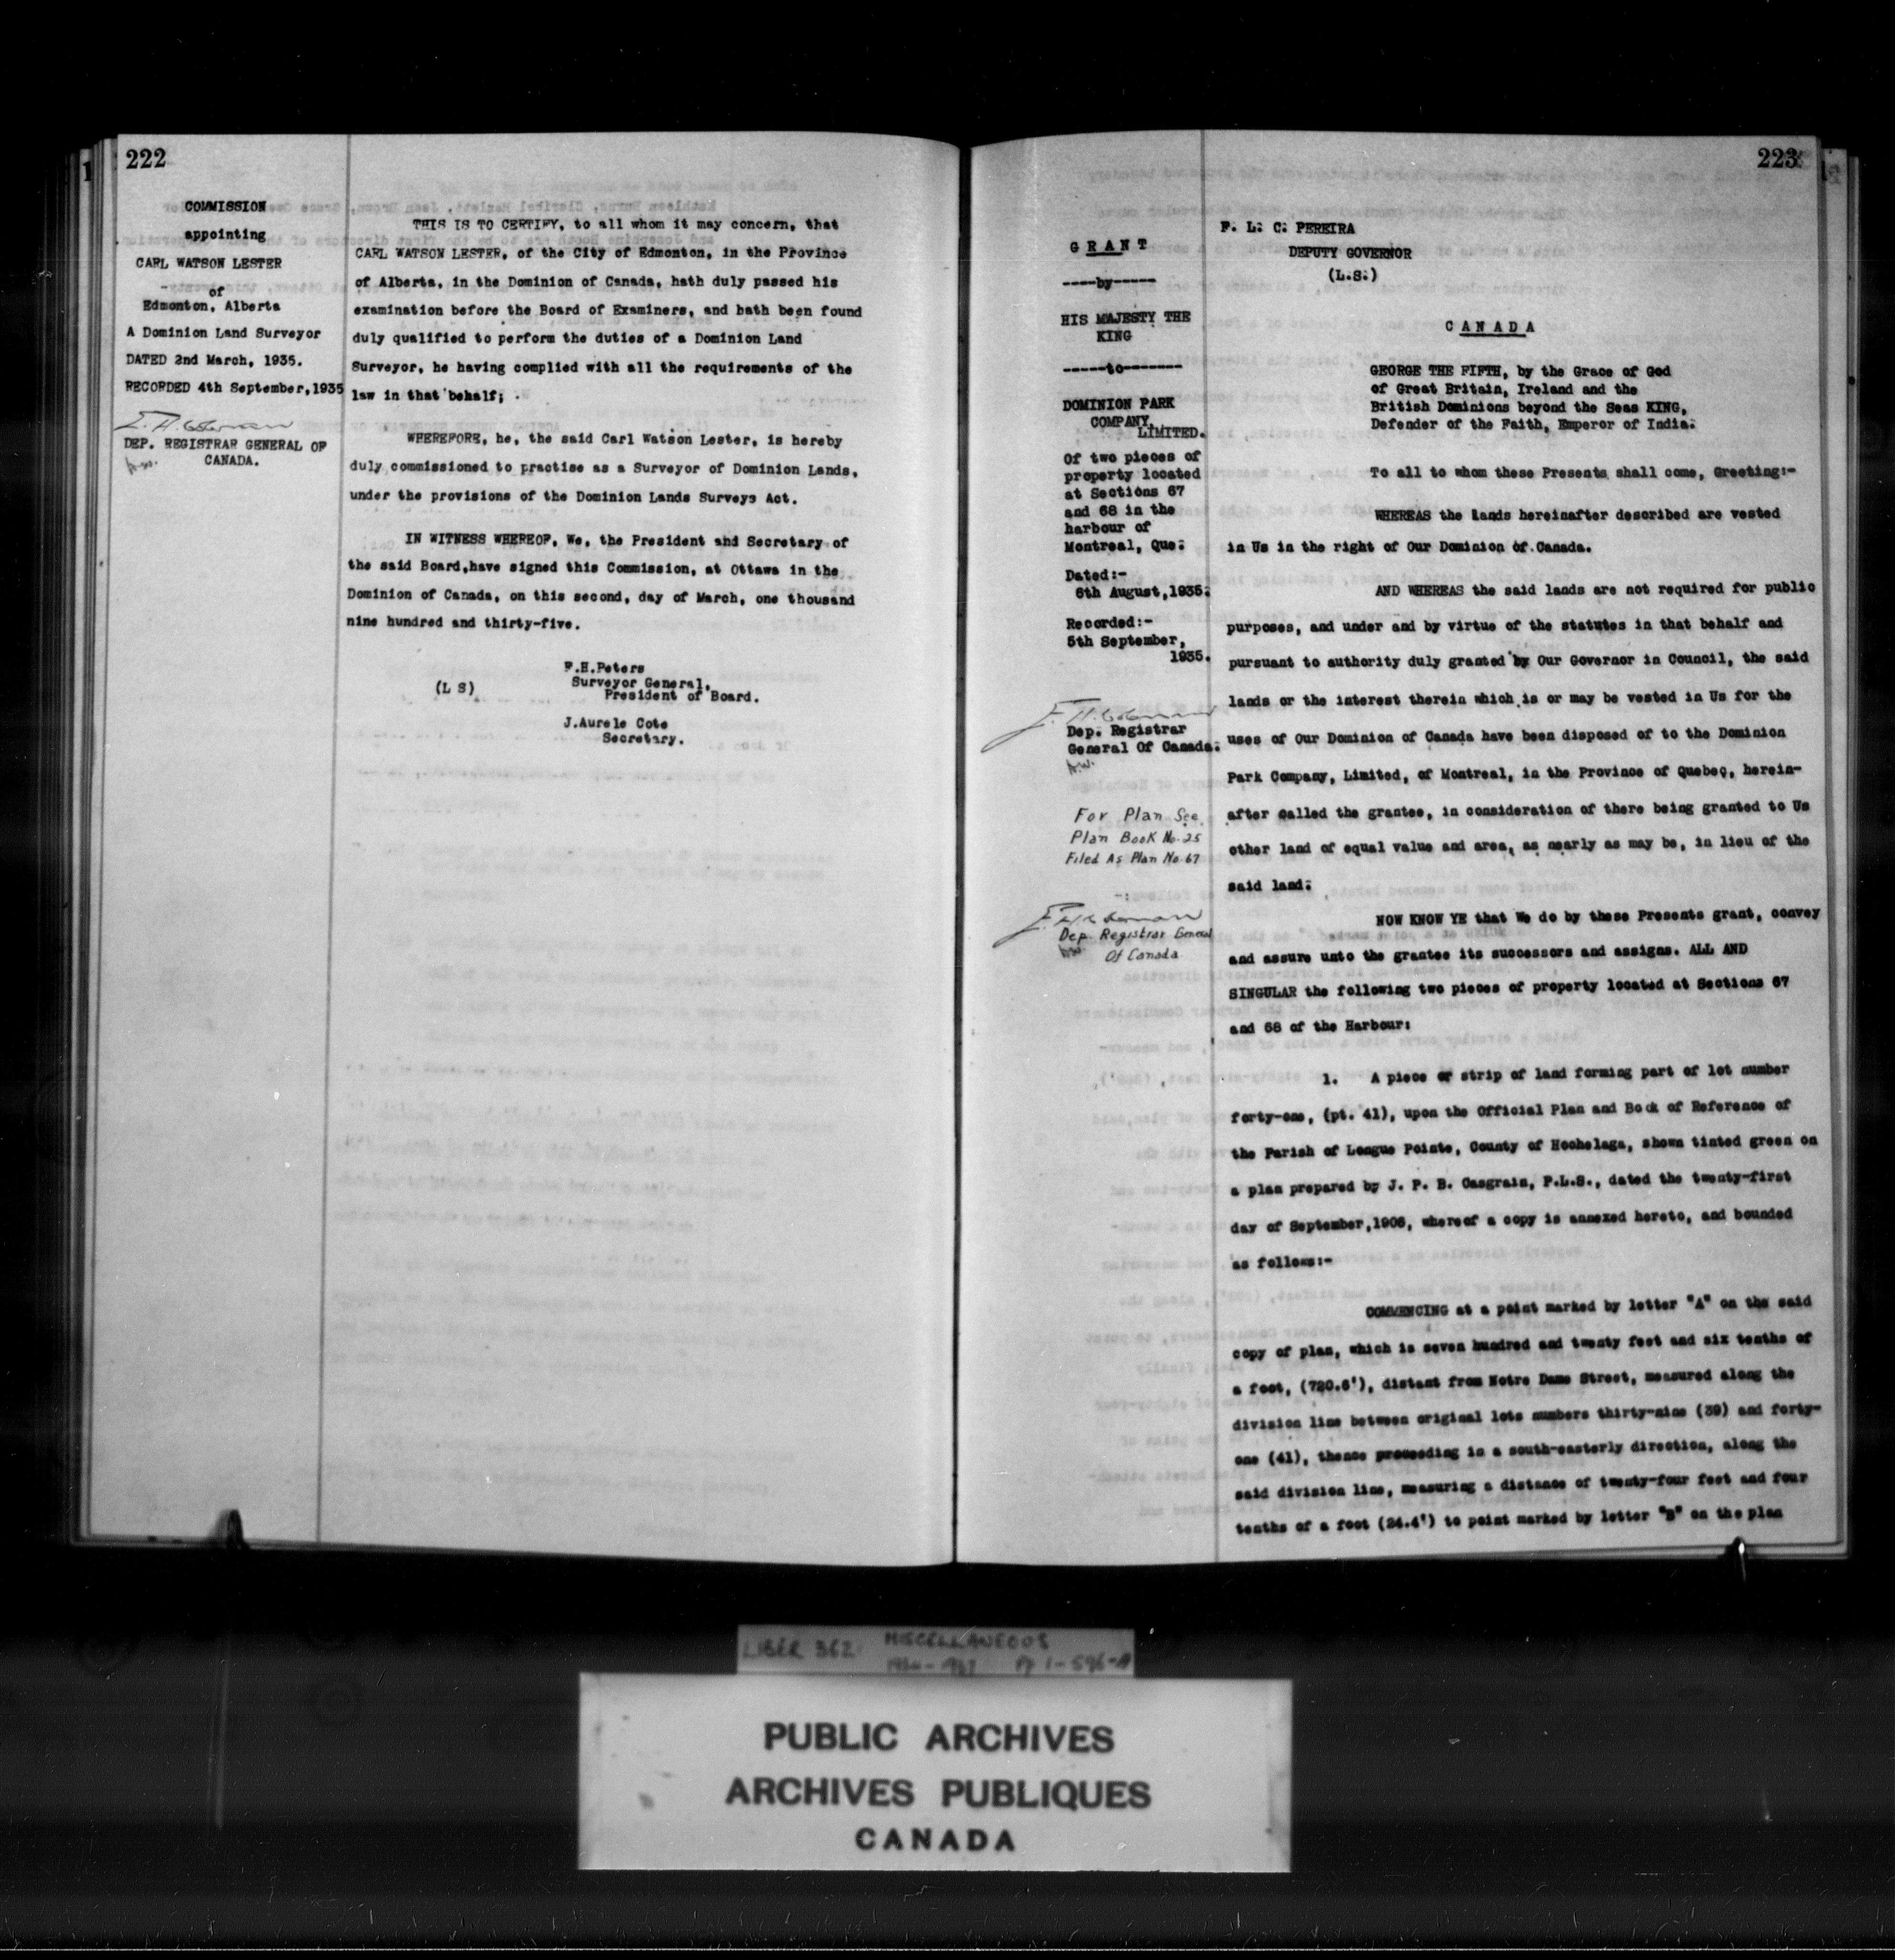 222
COMMISSION
appointing
CARL WATSON LESTER
of
Edmonton, Alberta
A Dominion Land Surveyor
DATED 2nd March, 1935.
RECORDED 4th September,1935
DEP. REGISTRAR GENERAL OF
CANADA.
THIS IS TO CERTIFY, to all whom it may concern, that
CARL WATSON LESTER, of the City of Edmonton, in the Province
of Alberta, in the Dominion of Canada, hath duly passed his
examination before the Board of Examiners, and hath been found
duly qualified to perform the duties of a Dominion Land
Surveyor, he having complied with all the requirements of the
law in that behalf;
WHEREFORE, he, the said Carl Watson Lester, is hereby
duly commissioned to practise as a Surveyor of Dominion Lands,
under the provisions of the Dominion Lands Surveys Act.
IN WITNESS WHEREOF, We, the President and Secretary of
the said Board,have signed this Commission, at Ottawa in the
Dominion of Canada, on this second, day of March, one thousand
nine hundred and thirty-five.
(L S)
F.H.Peters
Surveyor General,
President of Board.
J.Aurele Cote
Secretary.
223
GRANT
----by-----
HIS MAJESTY THE
KING
-----to-------
DOMINION PARK
COMPANY,
LIMITED.
Of two pieces of
property located
at Sections 67
and 68 in the
harbour of
Montreal, Que.
Dated:-
6th August,1935.
Recorded:-
5th September,
1935.
Dep. Registrar
General Of Canada.
A.W.
For Plan See
Plan Book No. 25
Filed As Plan No 67
Dep Registrar General
Of Canada
F. L. C. PEREIRA
DEPUTY GOVERNOR
(L.S.)
CANADA
GEORGE THE FIFTH, by the Grace of God
of Great Britain, Ireland and the
British Dominions beyond the Seas KING,
Defender of the Faith, Emperor of India.
To all to whom these Presents shall come, Greeting:-
WHEREAS the lands hereinafter described are vested
in Us in the right of Our Dominion of Canada.
AND WHEREAS the said lands are not required for public
purposes, and under and by virtue of the statutes in that behalf and
pursuant to authority duly granted by Our Governor in Council, the said
lands or the interest therein which is or may be vested in Us for the
uses of Our Dominion of Canada have been disposed of to the Dominion
Park Company, Limited, of Montreal, in the Province of Quebec, herein-
after called the grantee, in consideration of there being granted to Us
other land of equal value and area, as nearly as may be, in lieu of the
said land.
NOW KNOW YE that We do by these Presents grant, convey
and assure unto the grantee its successors and assigns. ALL AND
SINGULAR the following two pieces of property located at Sections 67
and 68 of the Harbour:
1. A piece or strip of land forming part of lot number
forty-one, (pt. 41), upon the Official Plan and Book of Reference of
the Parish of Longue Pointe, County of Hochelaga, shown tinted green on
a plan prepared by J. P. B. Casgrain, P.L.S., dated the twenty-first
day of September,1906, whereof a copy is annexed hereto, and bounded
as follows:-
COMMENCING at a point marked by letter "A" on the said
copy of plan, which is seven hundred and twenty feet and six tenths of
a foot, (720.6'), distant from Notre Dame Street, measured along the
division line between original lots numbers thirty-nine (39) and forty-
one (41), thence proceeding in a south-easterly direction, along the
said division line, measuring a distance of twenty-four feet and four
tenths of a foot (24.4') to point marked by letter "B" on the plan
LIBER 362 MISCELLANEOUS
1934-1937 Pp 1-596-A
PUBLIC ARCHIVES
ARCHIVES PUBLIQUES
CANADA